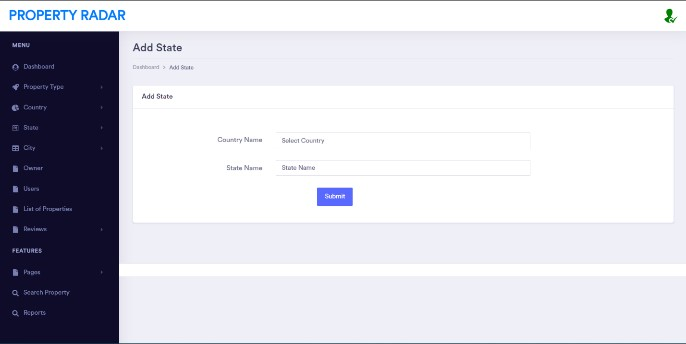 PROPERTY RADAR
MENU
Dashboard
Property Type
Country
State
City
Owner
Users
List of Properties
Reviews
FEATURES
Pages
Search Property
Reports
Add State
Dashboard > Add State
Add State
Country Name Select Country
State Name State Name
Submit